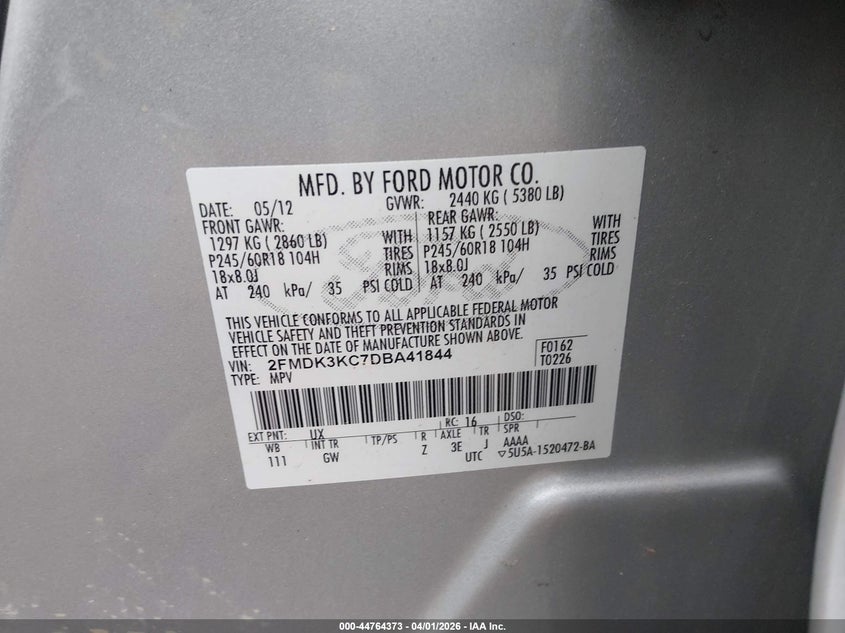 MFD. BY FORD MOTOR CO.
DATE: 05/12 GVWR: 2440 KG ( 5380 LB)
FRONT GAWR: REAR GAWR:
1297 KG ( 2860 LB) WITH 1157 KG ( 2550 LB) WITH
P245/60R18 104H TIRES P245/60R18 104H TIRES
18x8.0J RIMS 18x8.0J RIMS
AT 240 kPa/ 35 PSI COLD AT 240 kPa/ 35 PSI COLD
THIS VEHICLE CONFORMS TO ALL APPLICABLE FEDERAL MOTOR
VEHICLE SAFETY AND THEFT PREVENTION STANDARDS IN
EFFECT ON THE DATE OF MANUFACTURE SHOWN ABOVE.
VIN: 2FMDK3KC7DBA41844 F0162
TYPE: MPV T0226
EXT PNT: UX RC: 16 DSO:
WB INT TR TP/PS R AXLE TR SPR
111 GW Z 3E J AAAA
UTC ▽5U5A-1520472-BA
Ford
000-44764373 - 04/01/2026 - IAA Inc.